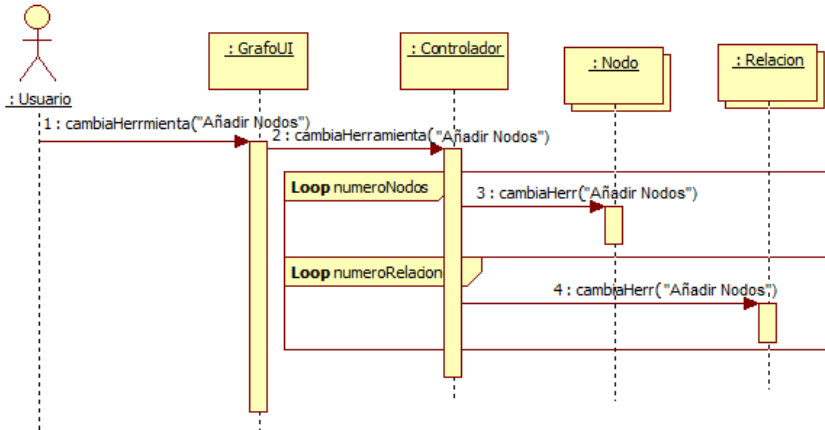 : GrafoUI
: Controlador
: Nodo
: Relacion
: Usuario
1 : cambiaHerrmienta("Añadir Nodos")
2 : cambiaHerramienta( "Añadir Nodos")
Loop numeroNodos
3 : cambiaHerr("Añadir Nodos")
Loop numeroRelacion
4 : cambiaHerr( "Añadir Nodos")